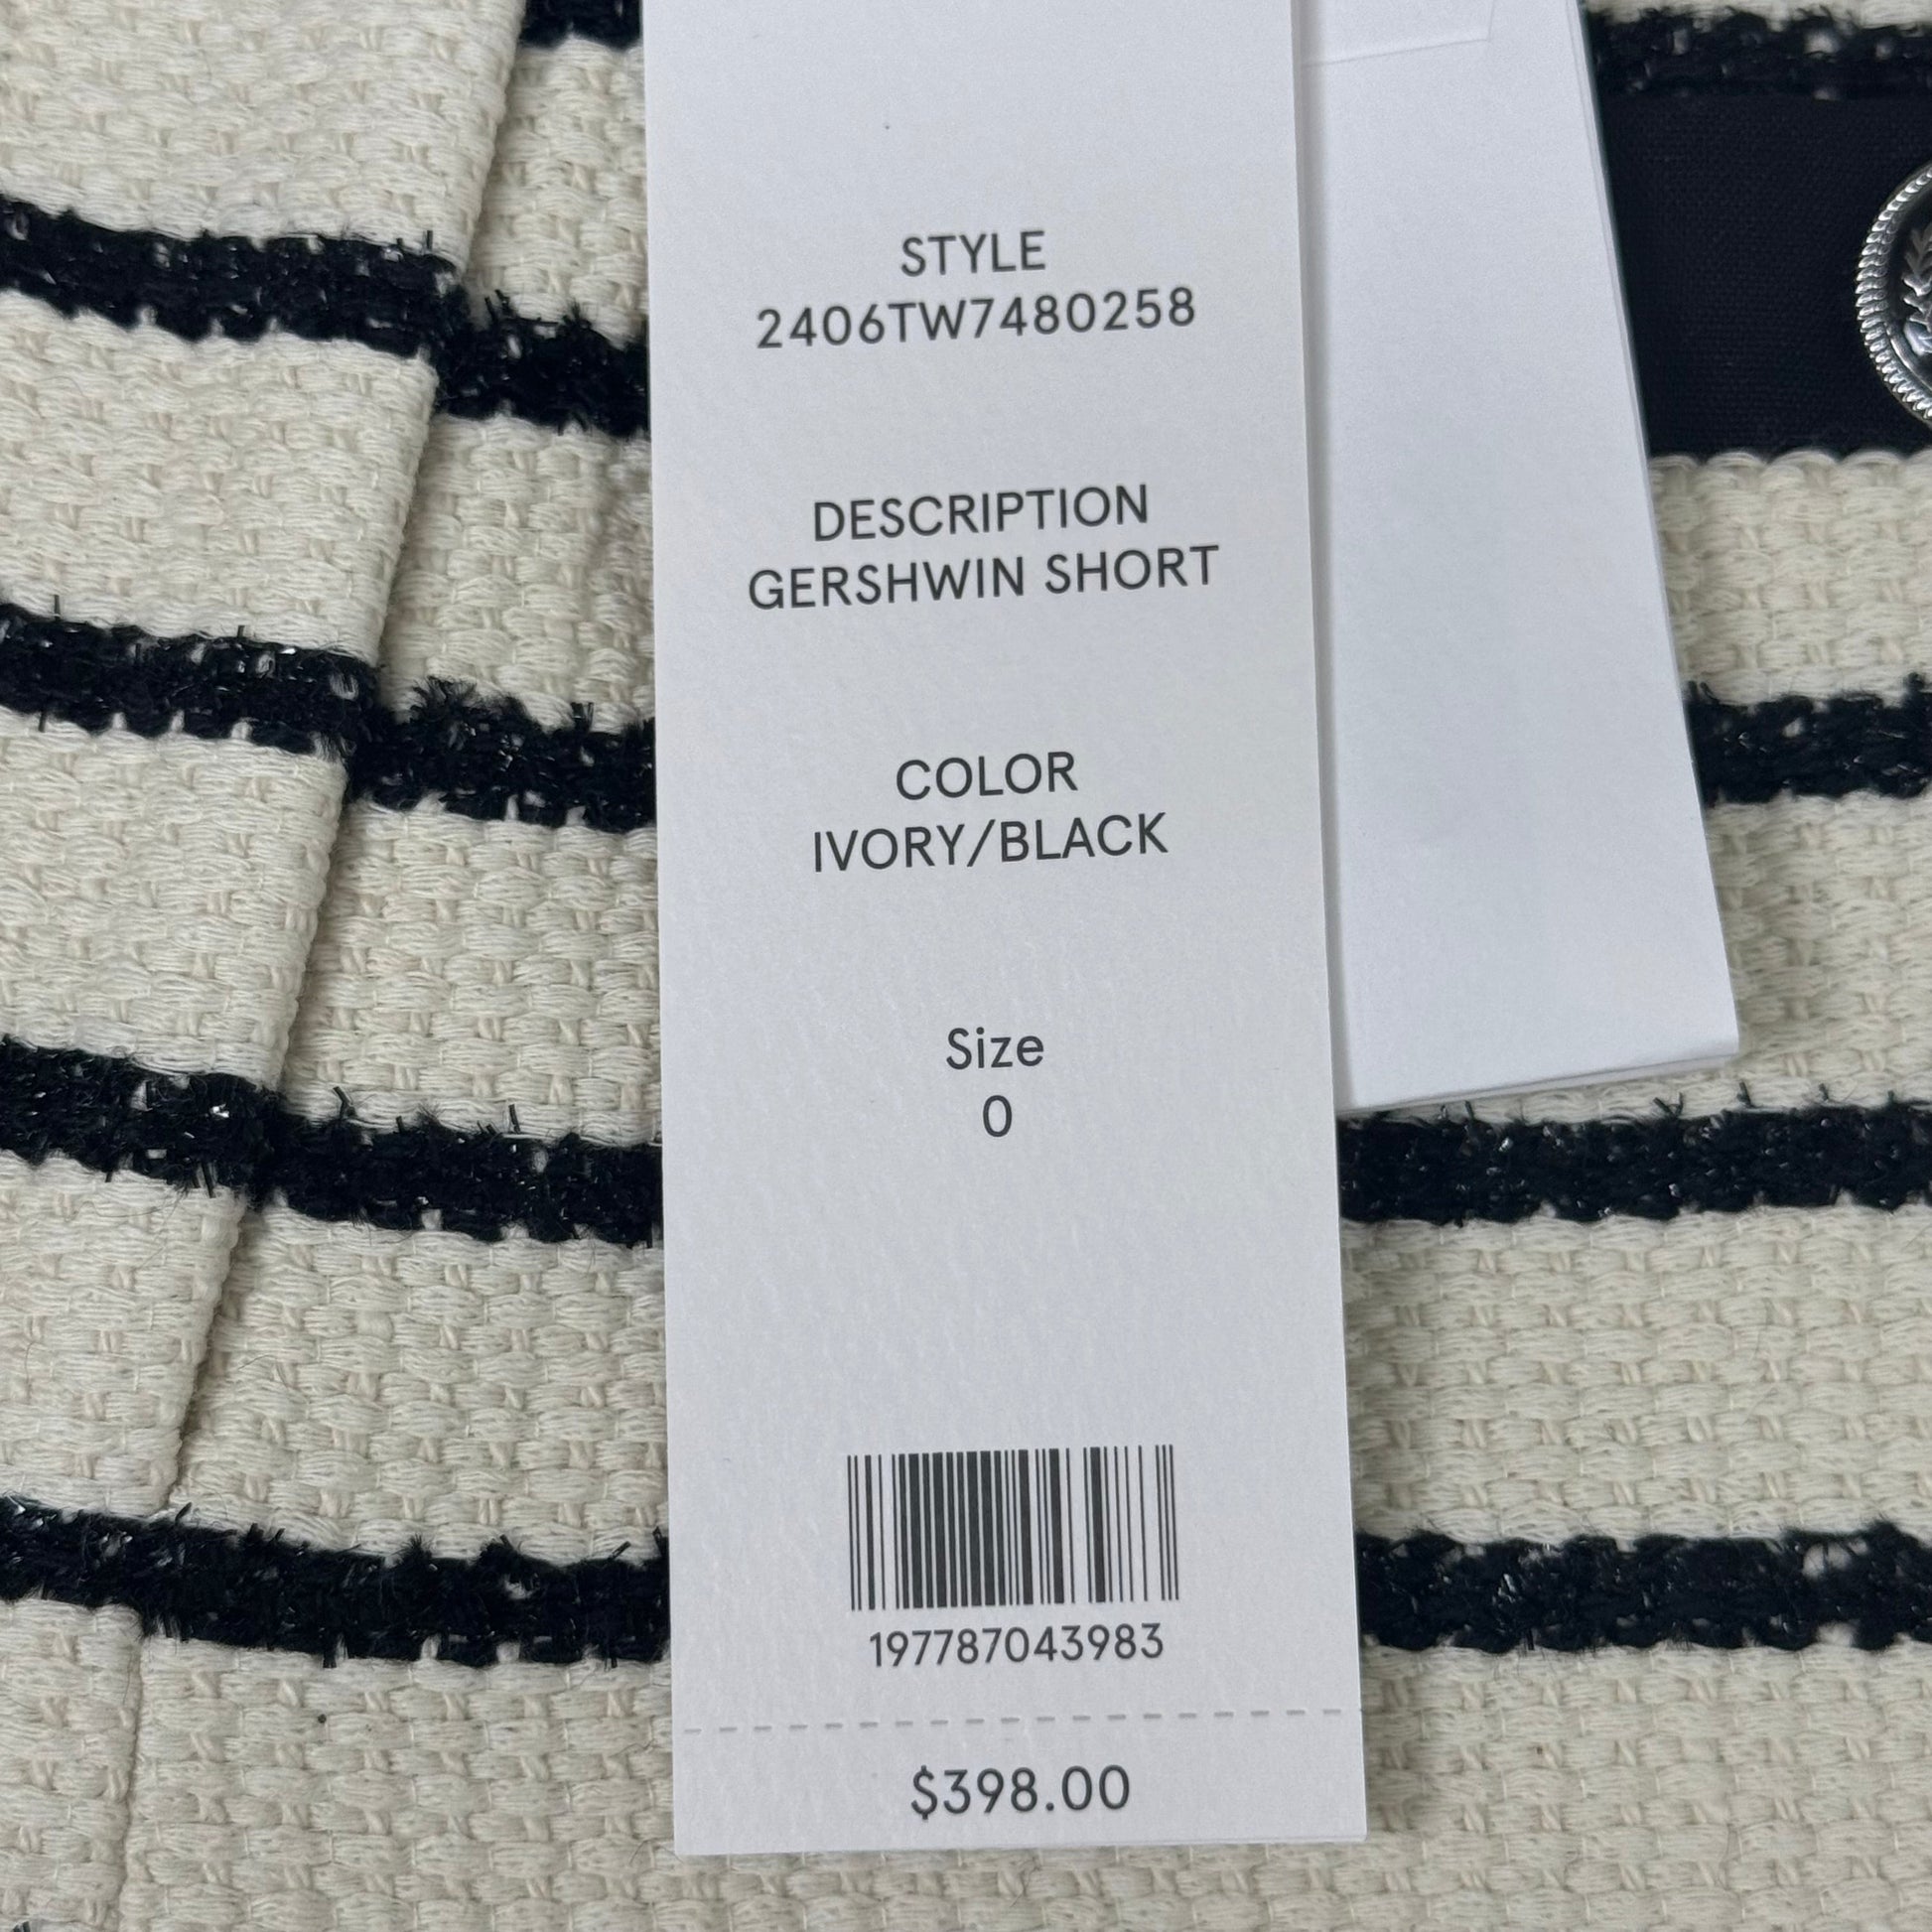 STYLE
2406TW7480258
DESCRIPTION
GERSHWIN SHORT
COLOR
IVORY/BLACK
Size
0
197787043983
$398.00